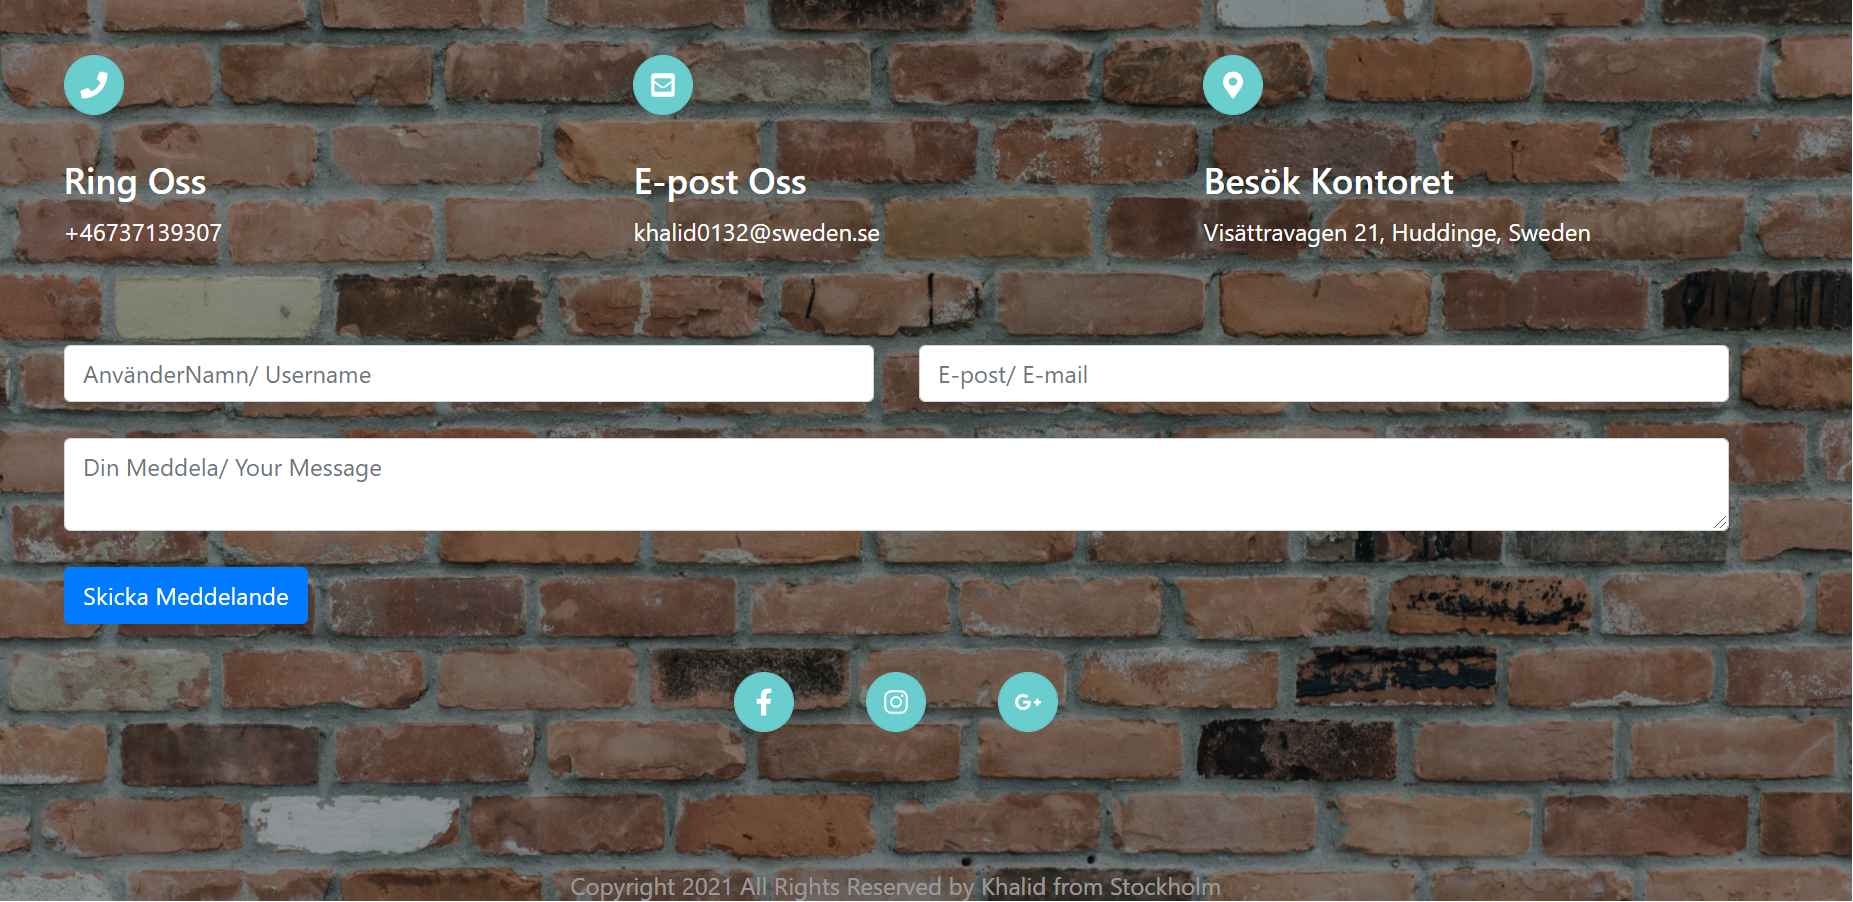 Ring Oss
+46737139307
E-post Oss
khalid0132@sweden.se
Besök Kontoret
Visättravagen 21, Huddinge, Sweden
AnvänderNamn/ Username
E-post/ E-mail
Din Meddela/ Your Message
Skicka Meddelande
Copyright 2021 All Rights Reserved by Khalid from Stockholm